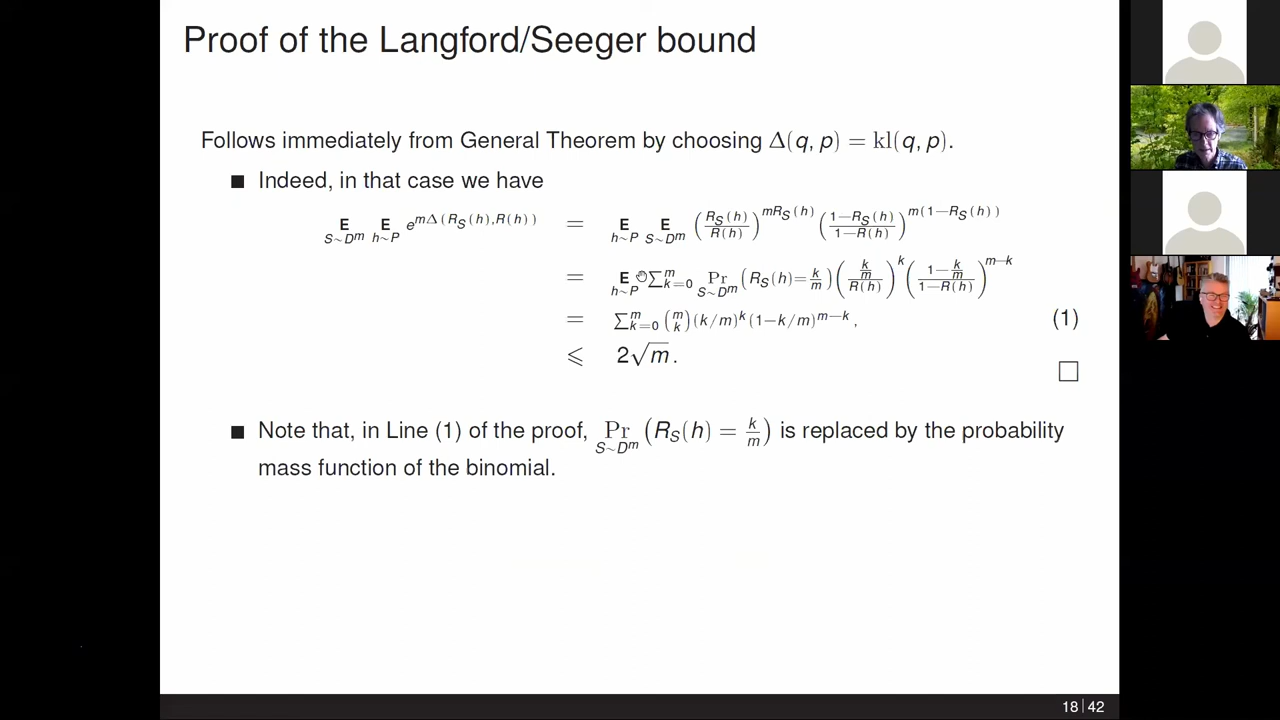 Proof of the Langford/Seeger bound
Follows immediately from General Theorem by choosing Δ(q, p) = kl(q, p).
■ Indeed, in that case we have
E_{S∼D^m} E_{h∼P} e^{mΔ(R_S(h),R(h))} = E_{h∼P} E_{S∼D^m} (R_S(h)/R(h))^{mR_S(h)} ((1−R_S(h))/(1−R(h)))^{m(1−R_S(h))}
= E_{h∼P} ∑_{k=0}^{m} Pr_{S∼D^m} (R_S(h)=k/m) ((k/m)/R(h))^k ((1−k/m)/(1−R(h)))^{m−k}
= ∑_{k=0}^{m} (m k) (k/m)^k (1−k/m)^{m−k} , (1)
⩽ 2√m .
□
■ Note that, in Line (1) of the proof, Pr_{S∼D^m} (R_S(h) = k/m) is replaced by the probability
mass function of the binomial.
18 | 42